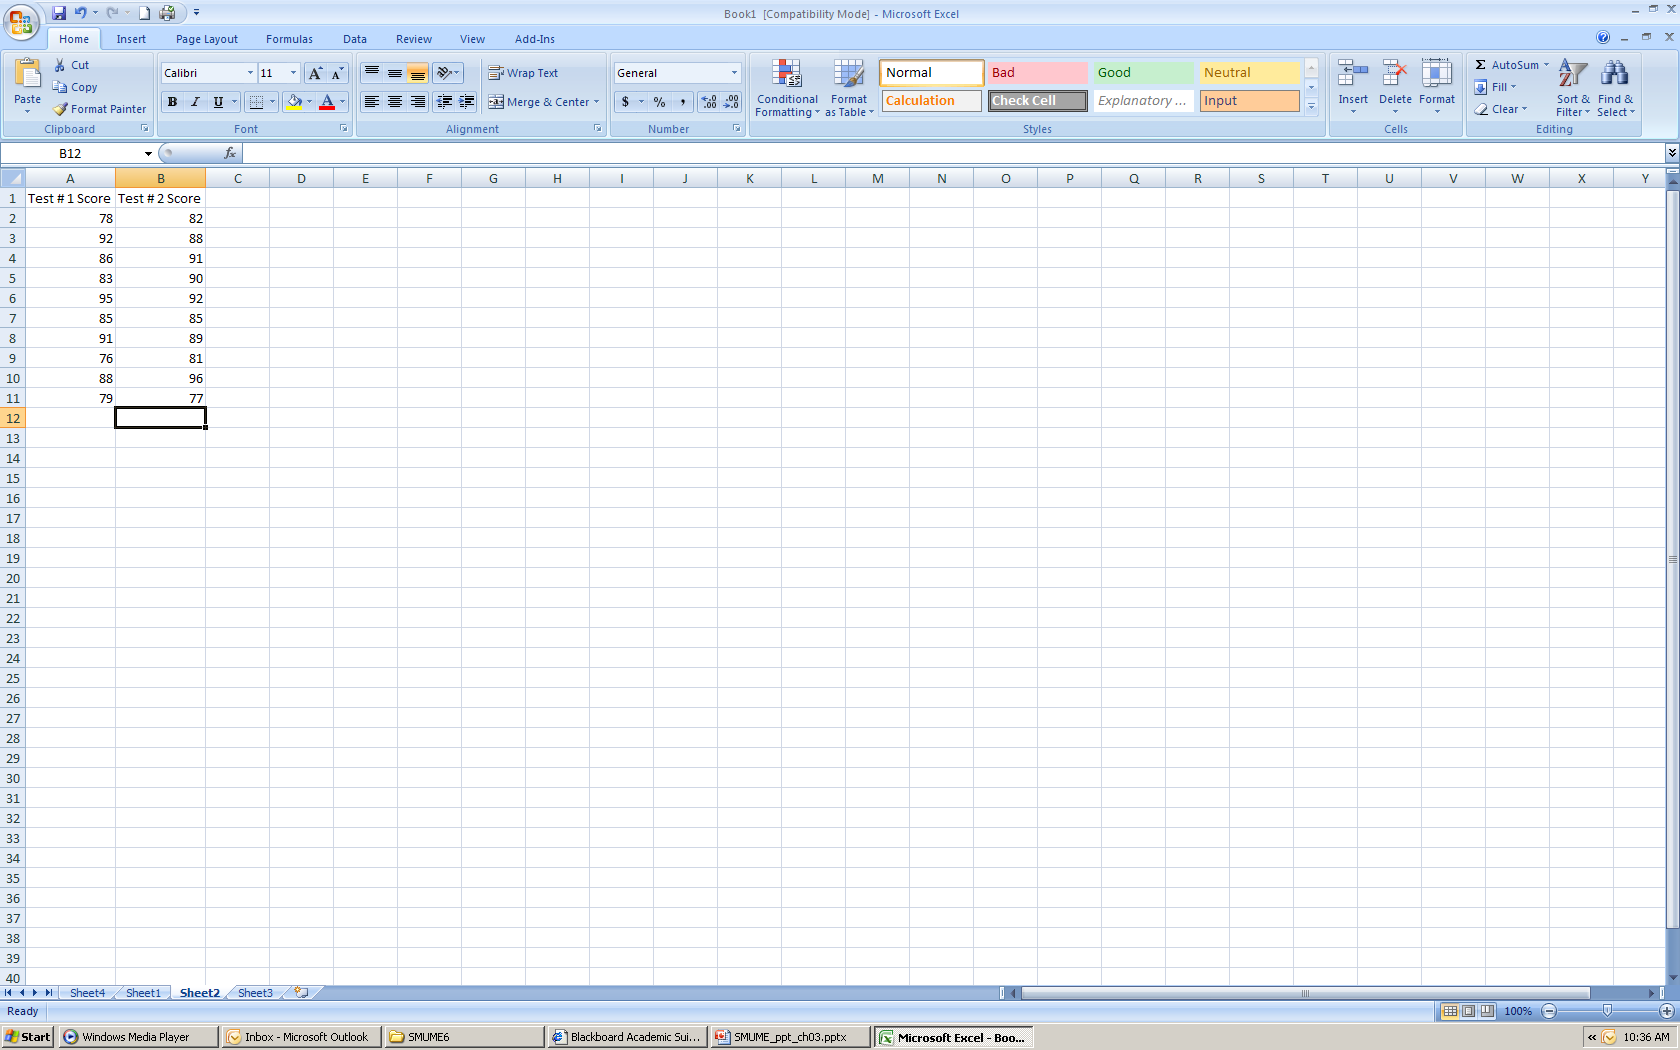 Book1 [Compatibility Mode] - Microsoft Excel
Home Insert Page Layout Formulas Data Review View Add-Ins
Paste Cut Copy Format Painter
Clipboard
Calibri 11
B I U A
Font
Wrap Text
Merge & Center
Alignment
General
$ % , .00 .0
Number
Conditional Formatting Format as Table
Normal Bad Good Neutral
Calculation Check Cell Explanatory ... Input
Styles
Insert Delete Format
Cells
Σ AutoSum
Fill
Clear
Sort & Filter Find & Select
Editing
B12 fx
A B C D E F G H I J K L M N O P Q R S T U V W X Y
1 Test # 1 Score Test # 2 Score
2 78 82
3 92 88
4 86 91
5 83 90
6 95 92
7 85 85
8 91 89
9 76 81
10 88 96
11 79 77
12
13
14
15
16
17
18
19
20
21
22
23
24
25
26
27
28
29
30
31
32
33
34
35
36
37
38
39
40
Sheet4 Sheet1 Sheet2 Sheet3
Ready 100%
Start Windows Media Player Inbox - Microsoft Outlook SMUME6 Blackboard Academic Sui... SMUME_ppt_ch03.pptx Microsoft Excel - Boo... « 10:36 AM